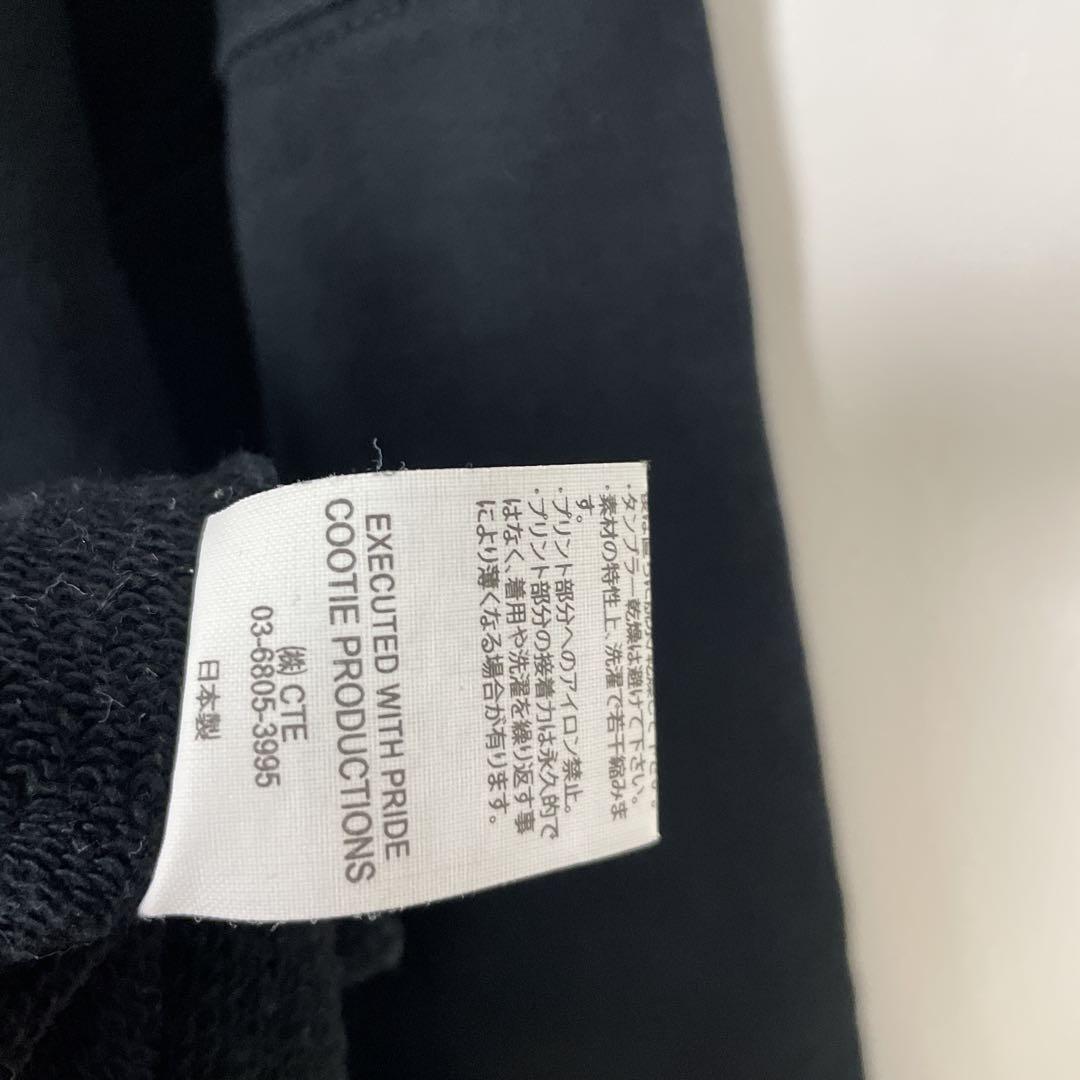 ・タンブラー乾燥は避けて下さい。
・素材の特性上、洗濯で若干縮みま
す。
・プリント部分へのアイロン禁止。
・プリント部分の接着力は永久的で
はなく、着用や洗濯を繰り返す事
により薄くなる場合が有ります。
EXECUTED WITH PRIDE
COOTIE PRODUCTIONS
㈱ CTE
03-6805-3995
日本製